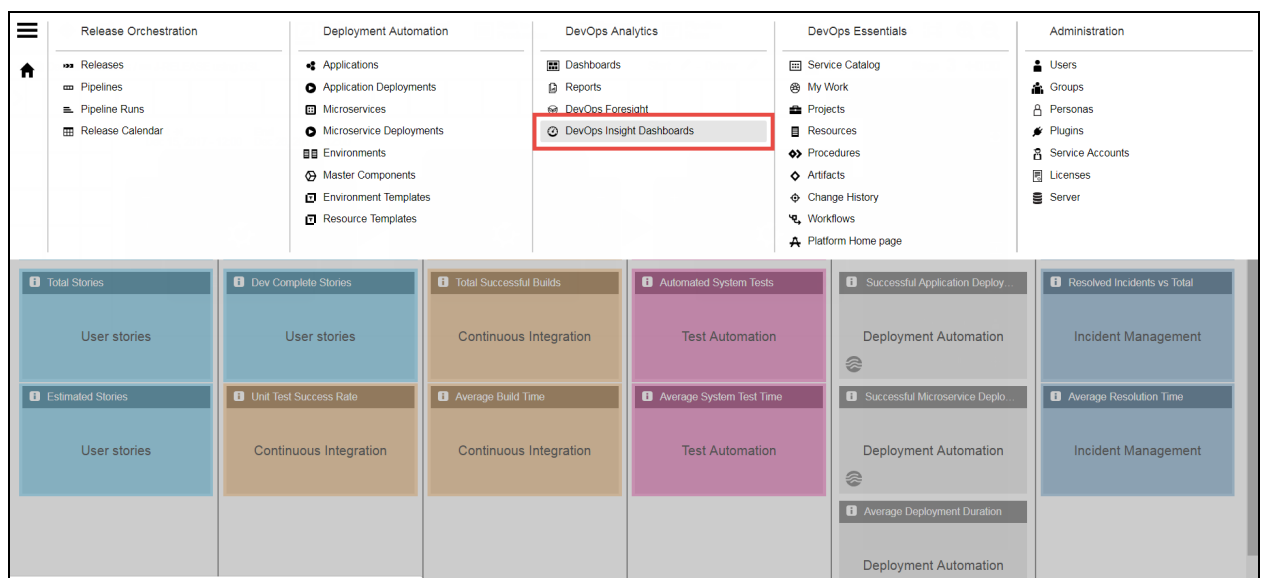 Release Orchestration
Releases
Pipelines
Pipeline Runs
Release Calendar
Deployment Automation
Applications
Application Deployments
Microservices
Microservice Deployments
Environments
Master Components
Environment Templates
Resource Templates
DevOps Analytics
Dashboards
Reports
DevOps Foresight
DevOps Insight Dashboards
DevOps Essentials
Service Catalog
My Work
Projects
Resources
Procedures
Artifacts
Change History
Workflows
Platform Home page
Administration
Users
Groups
Personas
Plugins
Service Accounts
Licenses
Server
Total Stories
User stories
Estimated Stories
User stories
Dev Complete Stories
User stories
Unit Test Success Rate
Continuous Integration
Total Successful Builds
Continuous Integration
Average Build Time
Continuous Integration
Automated System Tests
Test Automation
Average System Test Time
Test Automation
Successful Application Deploy...
Deployment Automation
Successful Microservice Deplo...
Deployment Automation
Average Deployment Duration
Deployment Automation
Resolved Incidents vs Total
Incident Management
Average Resolution Time
Incident Management